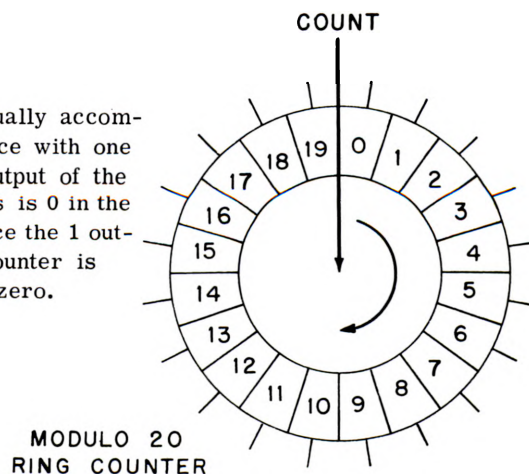 COUNT
ually accom-
ce with one
utput of the
s is 0 in the
ce the 1 out-
ounter is
zero.
19 0
18 1
17 2
16 3
15 4
14 5
13 6
12 7
11 8
10 9
MODULO 20
RING COUNTER